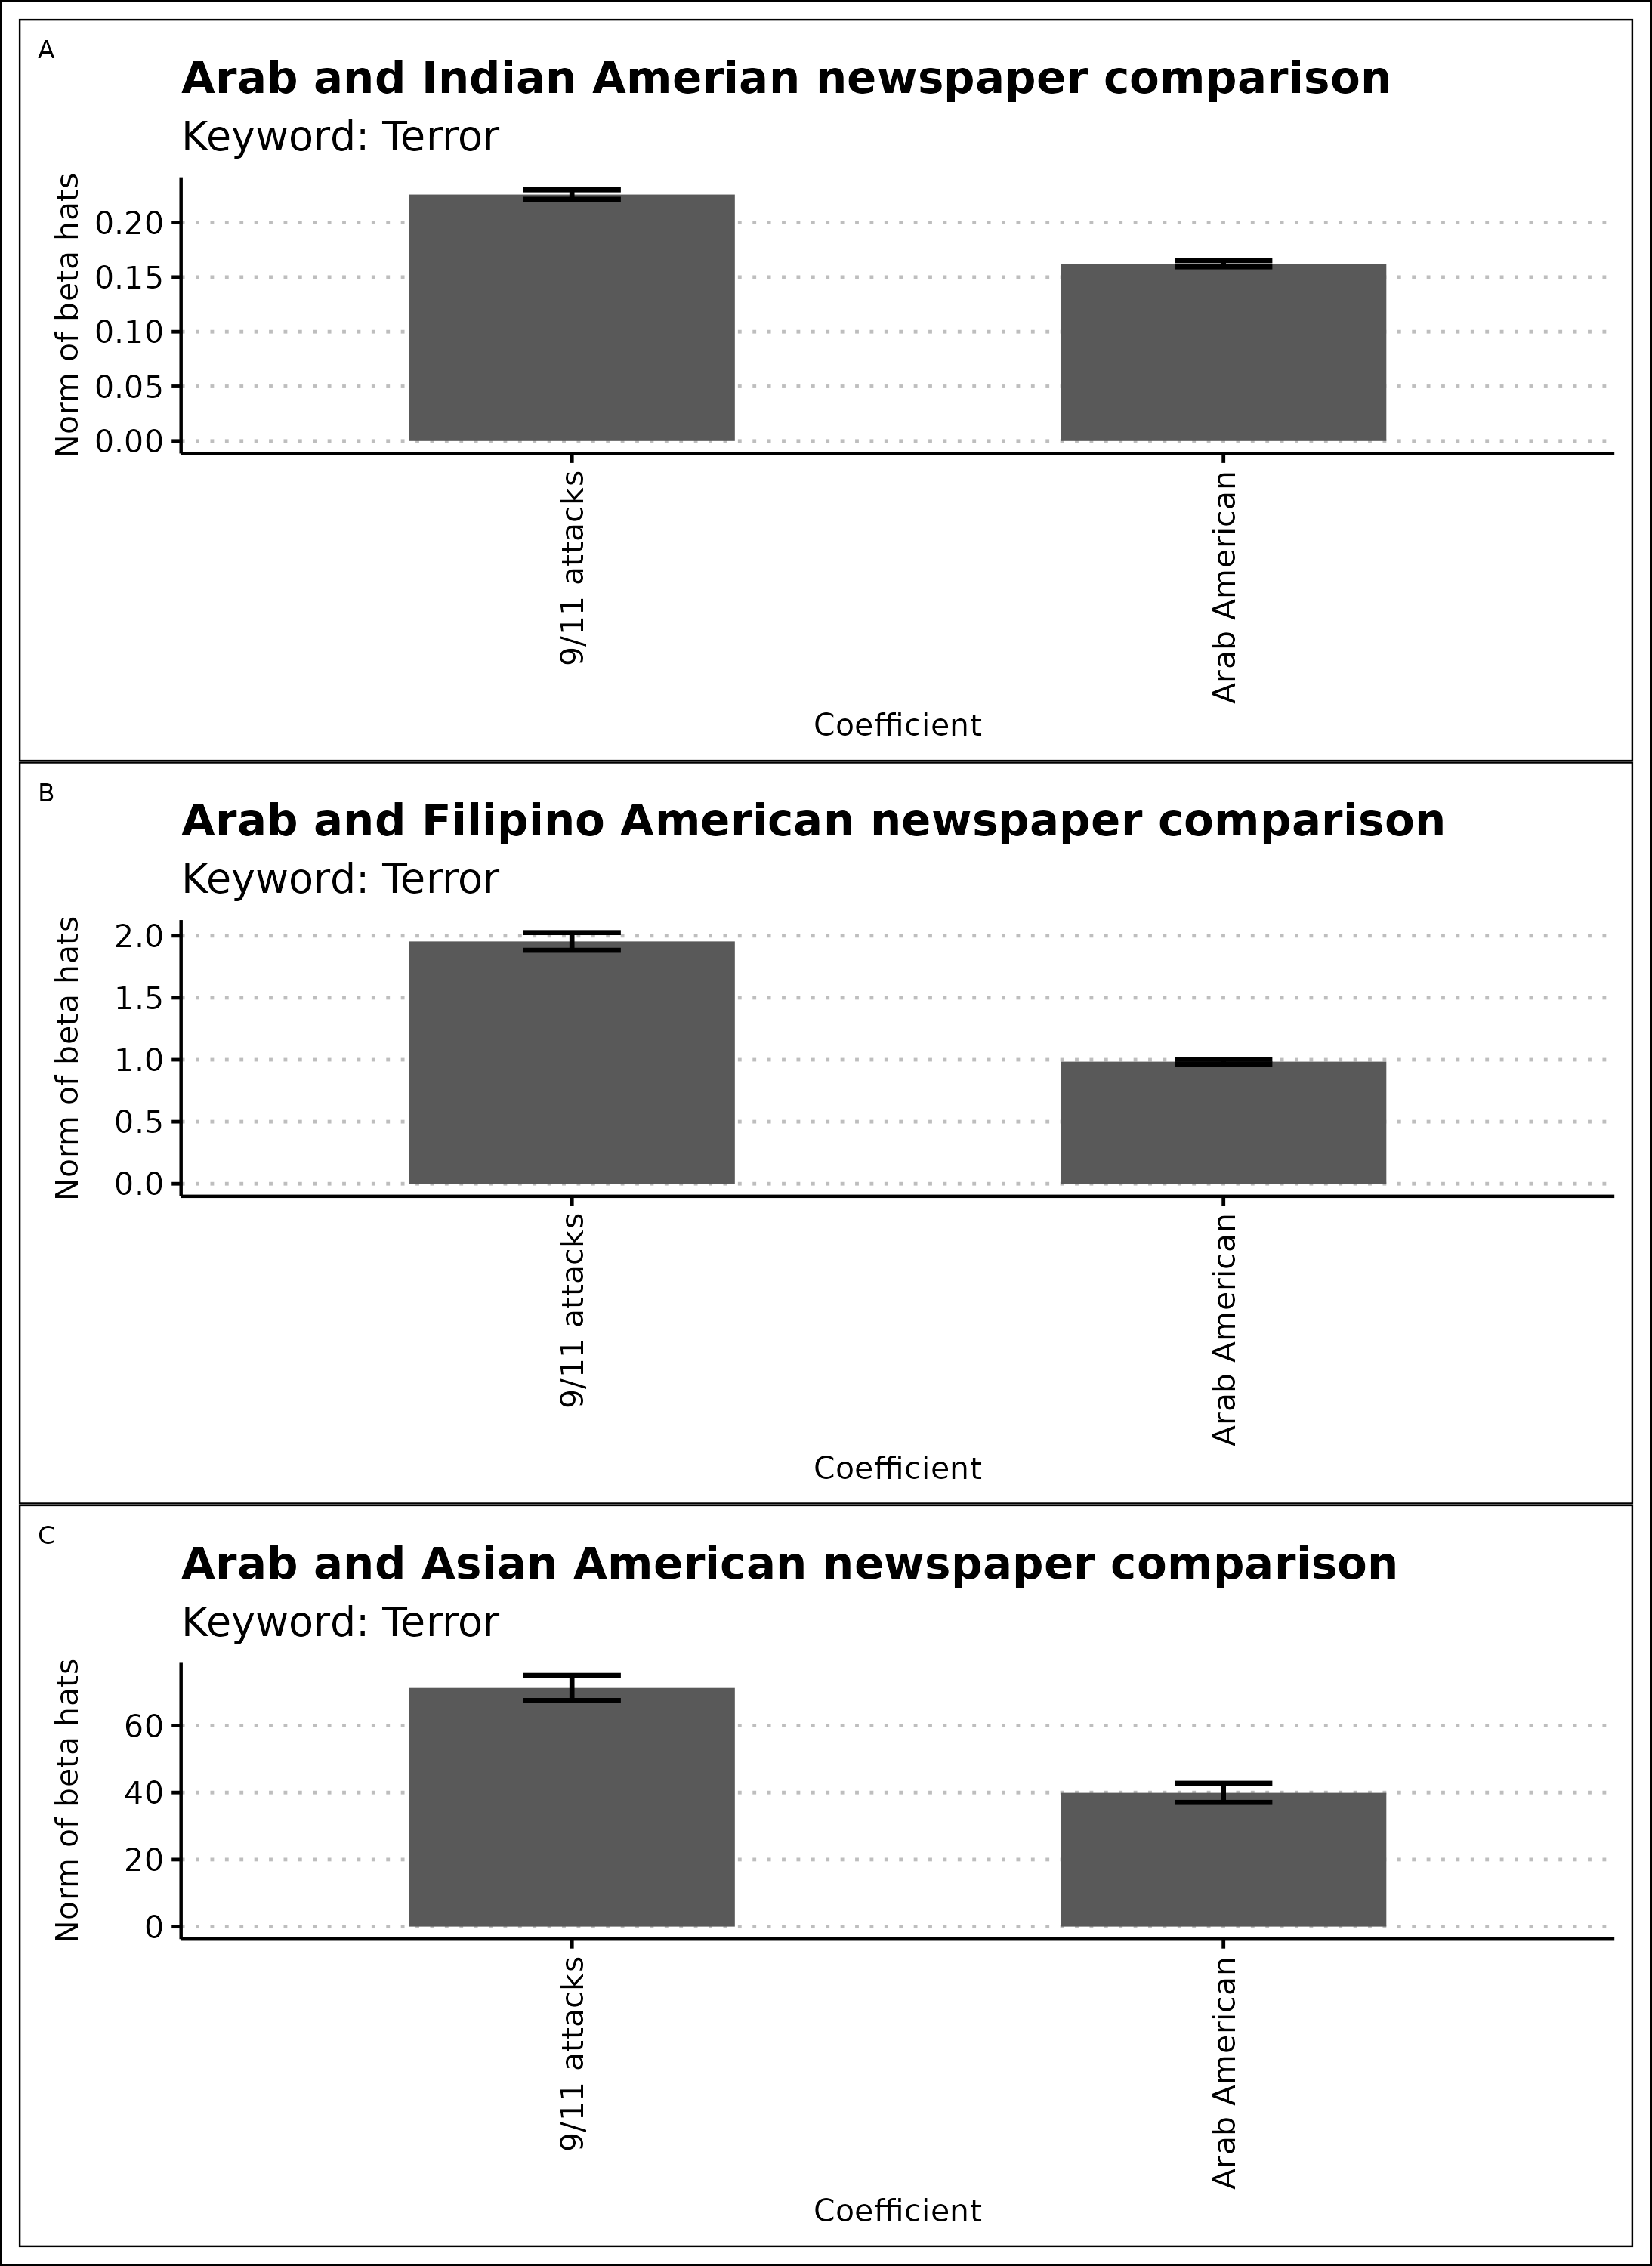 A
Arab and Indian Amerian newspaper comparison
Keyword: Terror
Norm of beta hats
0.20
0.15
0.10
0.05
0.00
9/11 attacks
Arab American
Coefficient
B
Arab and Filipino American newspaper comparison
Keyword: Terror
Norm of beta hats
2.0
1.5
1.0
0.5
0.0
9/11 attacks
Arab American
Coefficient
C
Arab and Asian American newspaper comparison
Keyword: Terror
Norm of beta hats
60
40
20
0
9/11 attacks
Arab American
Coefficient